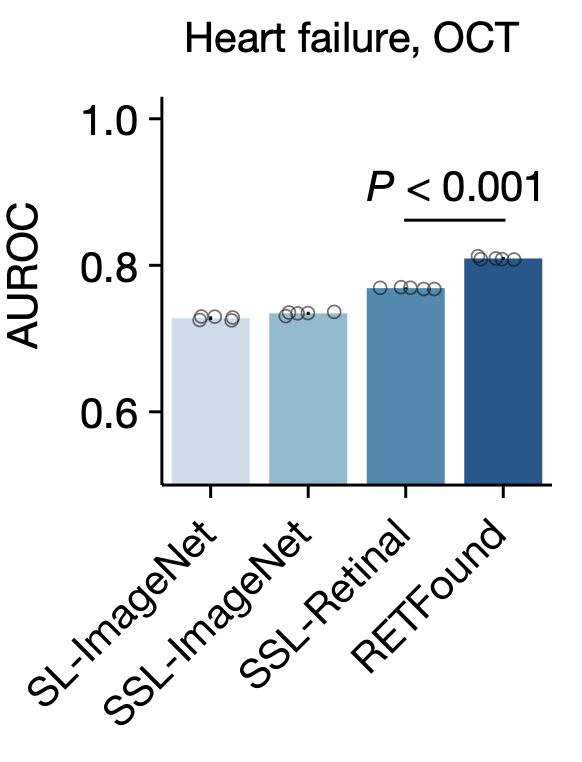 Heart failure, OCT
1.0
P < 0.001
0.8
AUROC
0.6
SL-ImageNet
SSL-ImageNet
SSL-Retinal
RETFound